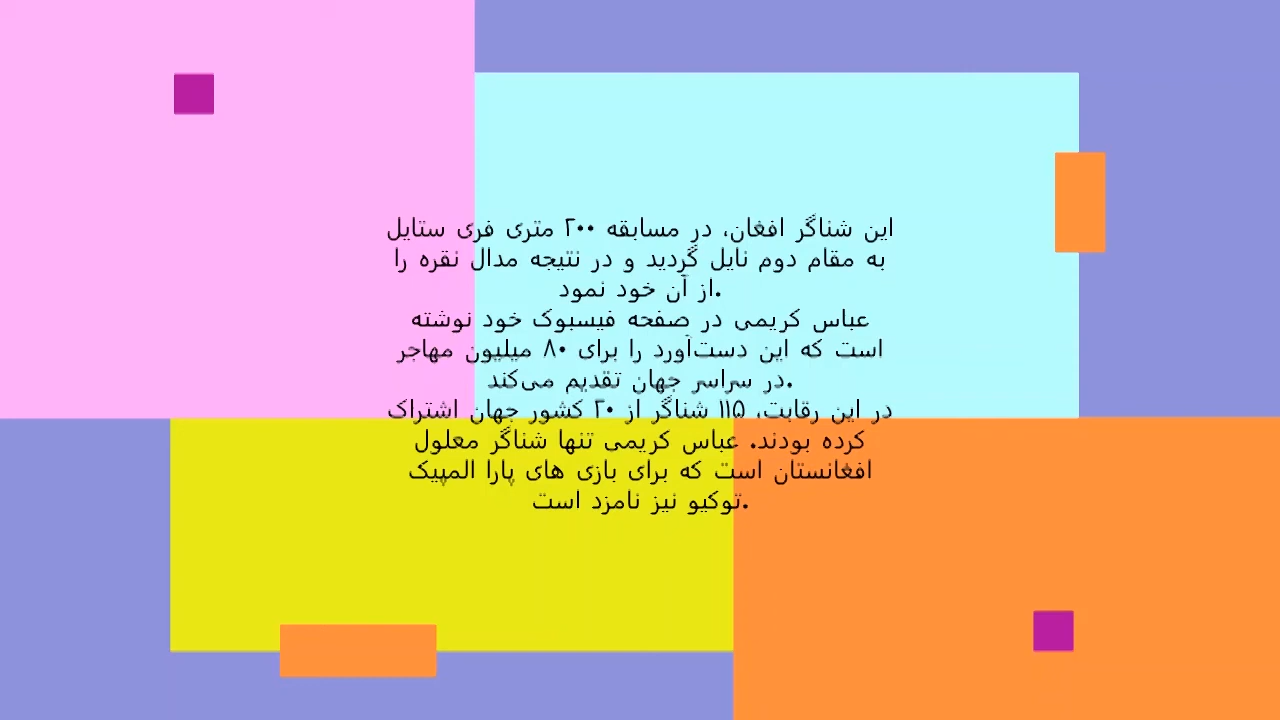 این شناگر افغان، در مسابقه ۲۰۰ متری فری ستایل
به مقام دوم نایل گردید و در نتیجه مدال نقره را
از آن خود نمود.
عباس کریمی در صفحه فیسبوک خود نوشته
است که این دست‌آورد را برای ۸۰ میلیون مهاجر
در سراسر جهان تقدیم می‌کند.
در این رقابت، ۱۱۵ شناگر از ۲۰ کشور جهان اشتراک
کرده بودند. عباس کریمی تنها شناگر معلول
افغانستان است که برای بازی های پارا المپیک
توکیو نیز نامزد است.